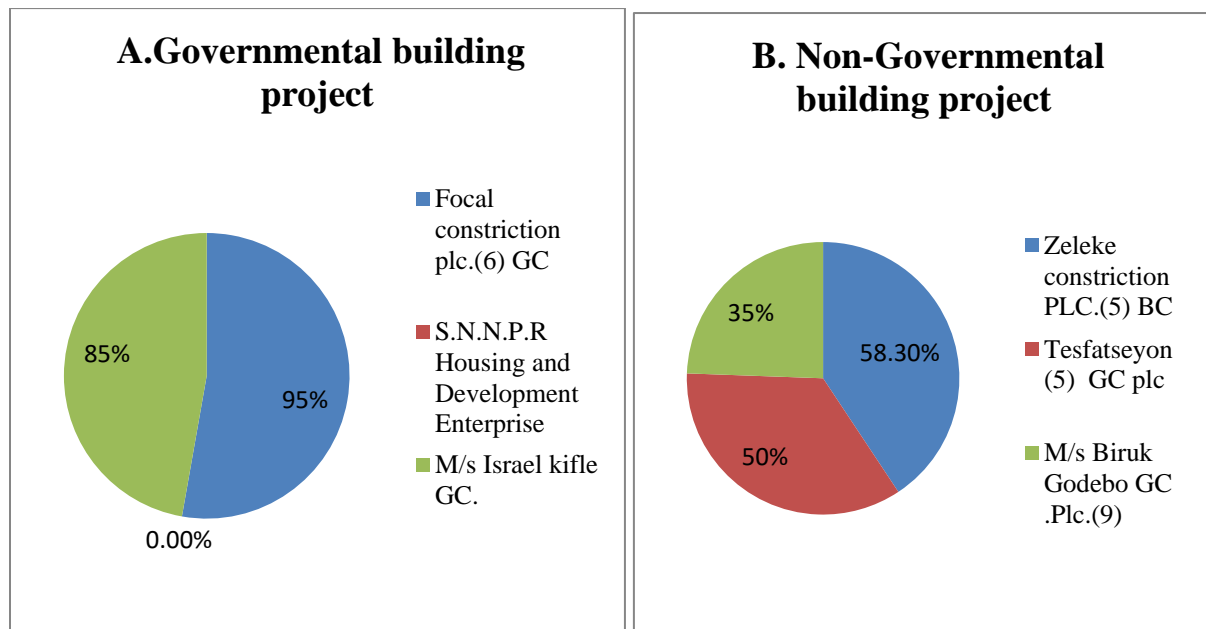 A.Governmental building
project
85%
95%
0.00%
Focal
constriction
plc.(6) GC
S.N.N.P.R
Housing and
Development
Enterprise
M/s Israel kifle
GC.
B. Non-Governmental
building project
35%
58.30%
50%
Zeleke
constriction
PLC.(5) BC
Tesfatseyon
(5) GC plc
M/s Biruk
Godebo GC
.Plc.(9)